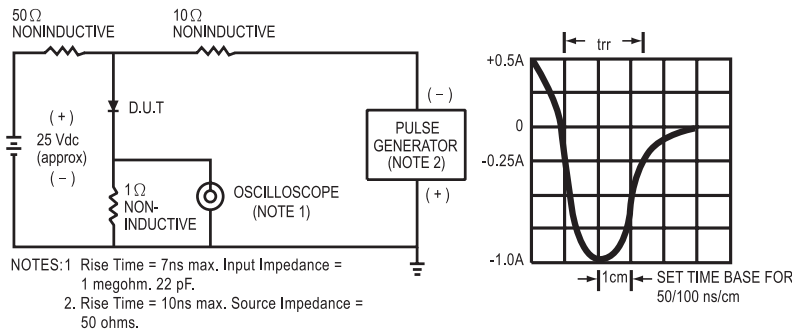 50Ω
NONINDUCTIVE
10Ω
NONINDUCTIVE
(+)
25 Vdc
(approx)
(−)
D.U.T
1Ω
NON-
INDUCTIVE
OSCILLOSCOPE
(NOTE 1)
(−)
PULSE
GENERATOR
(NOTE 2)
(+)
NOTES:1 Rise Time = 7ns max. Input Impedance =
1 megohm. 22 pF.
2. Rise Time = 10ns max. Source Impedance =
50 ohms.
trr
+0.5A
0
-0.25A
-1.0A
1cm
SET TIME BASE FOR
50/100 ns/cm